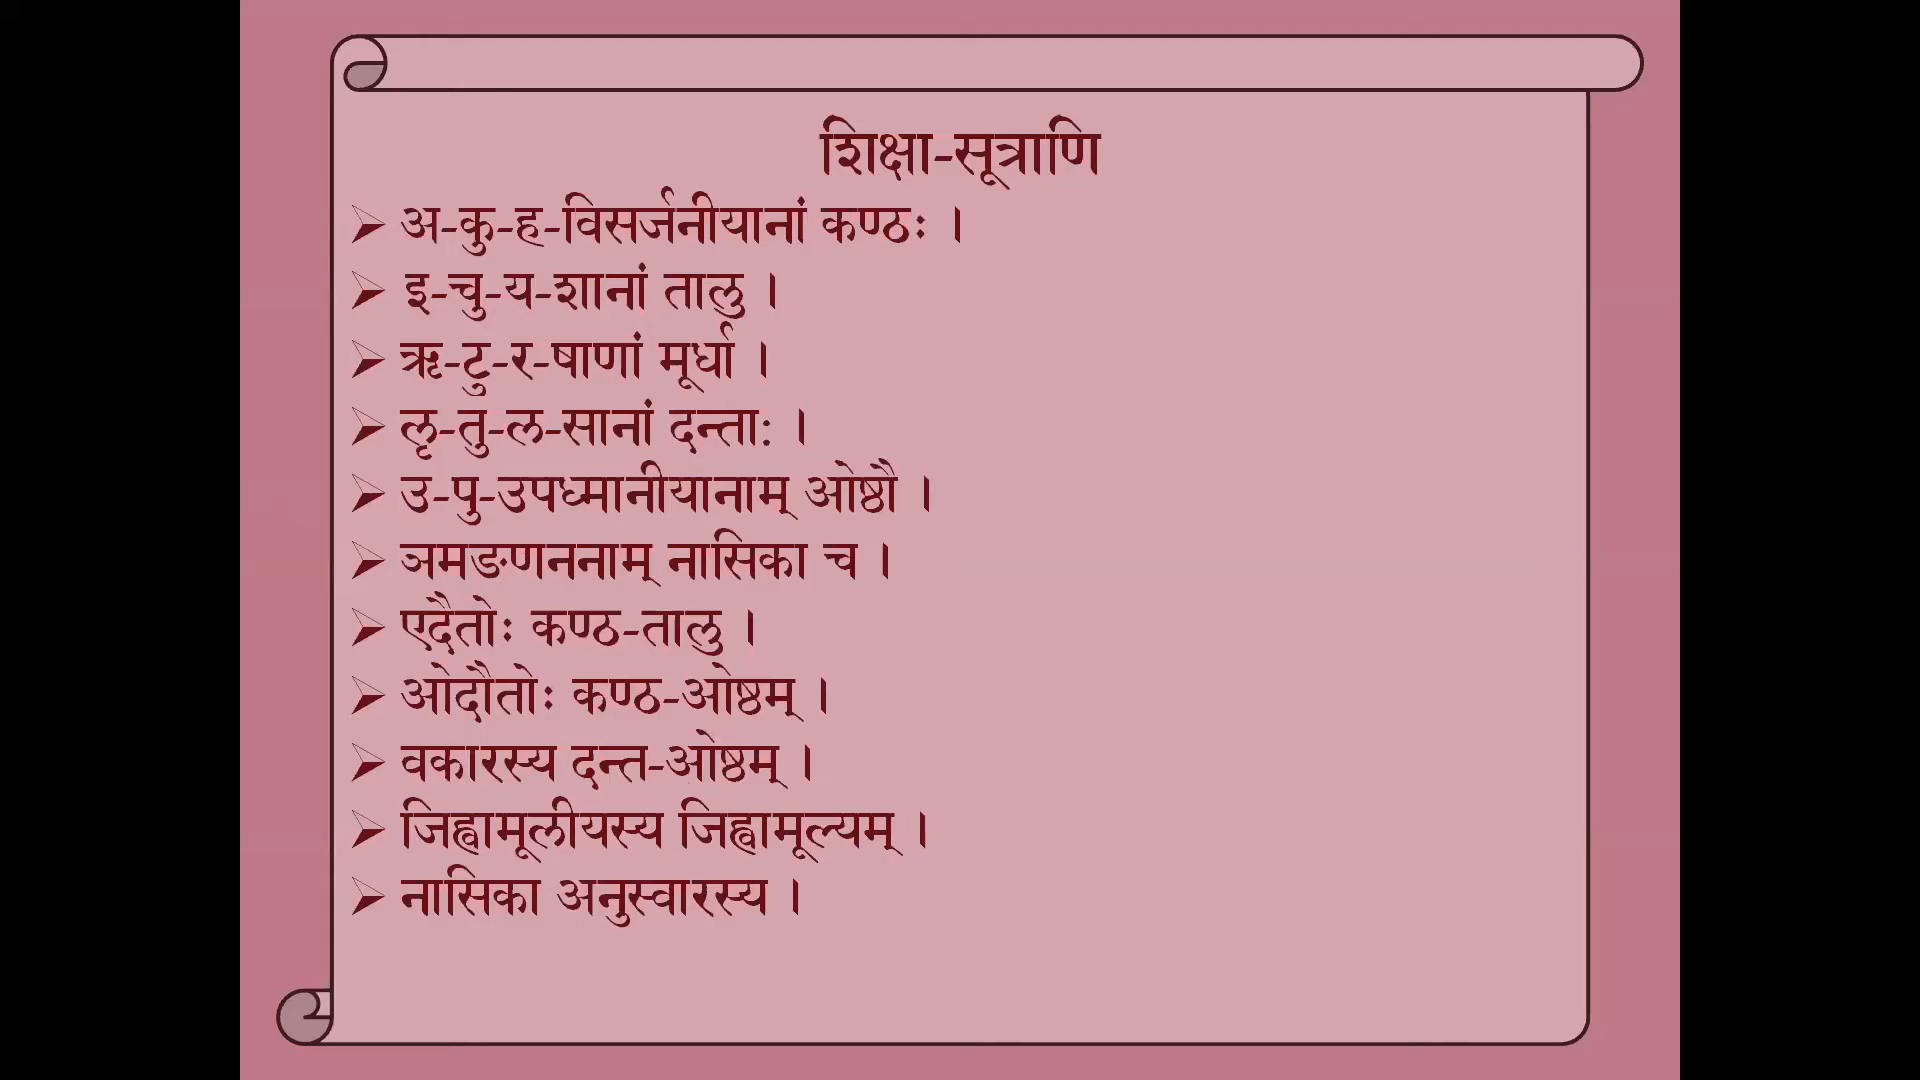 शिक्षा-सूत्राणि
अ-कु-ह-विसर्जनीयानां कण्ठः ।
इ-चु-य-शानां तालु ।
ऋ-टु-र-षाणां मूर्धा ।
लृ-तु-ल-सानां दन्ता: ।
उ-पु-उपध्मानीयानाम् ओष्ठौ ।
ञमङणननाम् नासिका च ।
एदैतोः कण्ठ-तालु ।
ओदौतोः कण्ठ-ओष्ठम् ।
वकारस्य दन्त-ओष्ठम् ।
जिह्वामूलीयस्य जिह्वामूल्यम् ।
नासिका अनुस्वारस्य ।